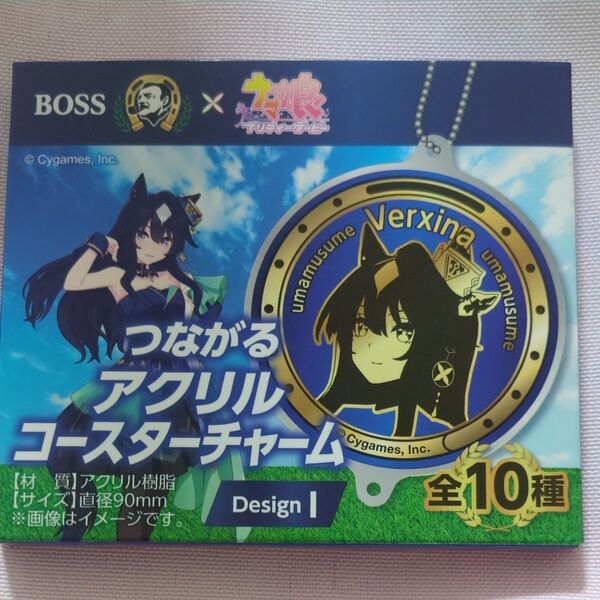 BOSS × ウマ娘
プリティーダービー
© Cygames, Inc.
Verxina
umamusume
umamusume
© Cygames, Inc.
つながる
アクリル
コースターチャーム
【材 質】アクリル樹脂
【サイズ】直径90mm
※画像はイメージです。
Design I
全10種